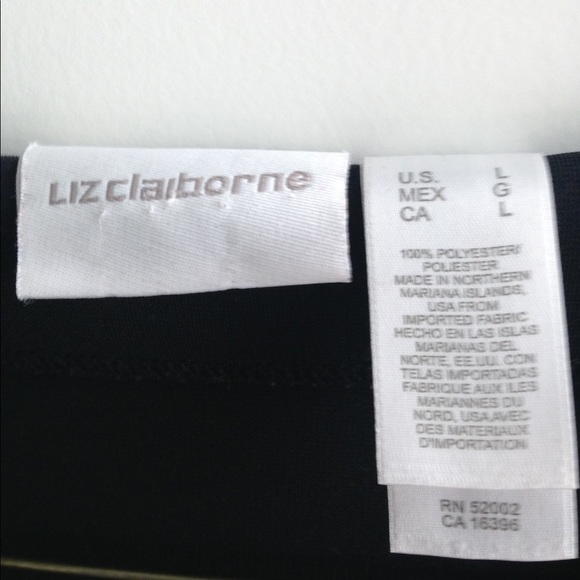 LIZ claiborne
U.S. L
MEX G
CA L
100% POLYESTER/
POLIESTER
MADE IN NORTHERN
MARIANA ISLANDS,
USA FROM
IMPORTED FABRIC
HECHO EN LAS ISLAS
MARIANAS DEL
NORTE, EE.UU. CON
TELAS IMPORTADAS
FABRIQUE AUX ILES
MARIANNES DU
NORD, USA AVEC
DES MATERIAUX
D'IMPORTATION
RN 52002
CA 16396